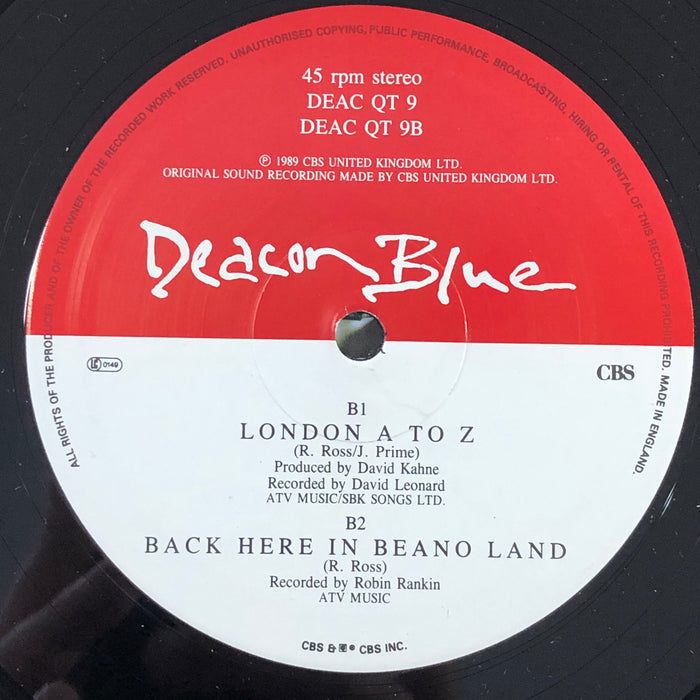 ALL RIGHTS OF THE PRODUCER AND OF THE OWNER OF THE RECORDED WORK RESERVED. UNAUTHORISED COPYING, PUBLIC PERFORMANCE, BROADCASTING, HIRING OR RENTAL OF THIS RECORDING PROHIBITED. MADE IN ENGLAND.
45 rpm stereo
DEAC QT 9
DEAC QT 9B
℗ 1989 CBS UNITED KINGDOM LTD.
ORIGINAL SOUND RECORDING MADE BY CBS UNITED KINGDOM LTD.
Deacon Blue
LC 0149
CBS
B1
LONDON A TO Z
(R. Ross/J. Prime)
Produced by David Kahne
Recorded by David Leonard
ATV MUSIC/SBK SONGS LTD.
B2
BACK HERE IN BEANO LAND
(R. Ross)
Recorded by Robin Rankin
ATV MUSIC
CBS & ® CBS INC.